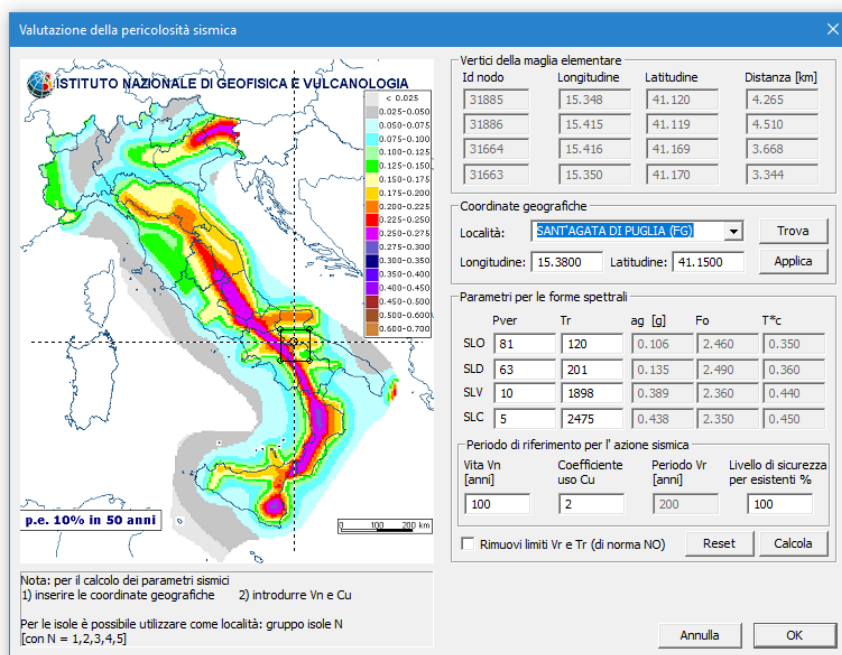 Valutazione della pericolosità sismica
ISTITUTO NAZIONALE DI GEOFISICA E VULCANOLOGIA
< 0.025
0.025-0.050
0.050-0.075
0.075-0.100
0.100-0.125
0.125-0.150
0.150-0.175
0.175-0.200
0.200-0.225
0.225-0.250
0.250-0.275
0.275-0.300
0.300-0.350
0.350-0.400
0.400-0.450
0.450-0.500
0.500-0.600
0.600-0.700
p.e. 10% in 50 anni
0 100 200 km
Nota: per il calcolo dei parametri sismici
1) inserire le coordinate geografiche 2) introdurre Vn e Cu
Per le isole è possibile utilizzare come località: gruppo isole N
[con N = 1,2,3,4,5]
Vertici della maglia elementare
Id nodo Longitudine Latitudine Distanza [km]
31885 15.348 41.120 4.265
31886 15.415 41.119 4.510
31664 15.416 41.169 3.668
31663 15.350 41.170 3.344
Coordinate geografiche
Località: SANT'AGATA DI PUGLIA (FG) Trova
Longitudine: 15.3800 Latitudine: 41.1500 Applica
Parametri per le forme spettrali
Pver Tr ag [g] Fo T*c
SLO 81 120 0.106 2.460 0.350
SLD 63 201 0.135 2.490 0.360
SLV 10 1898 0.389 2.360 0.440
SLC 5 2475 0.438 2.350 0.450
Periodo di riferimento per l' azione sismica
Vita Vn Coefficiente Periodo Vr Livello di sicurezza
[anni] uso Cu [anni] per esistenti %
100 2 200 100
Rimuovi limiti Vr e Tr (di norma NO) Reset Calcola
Annulla OK